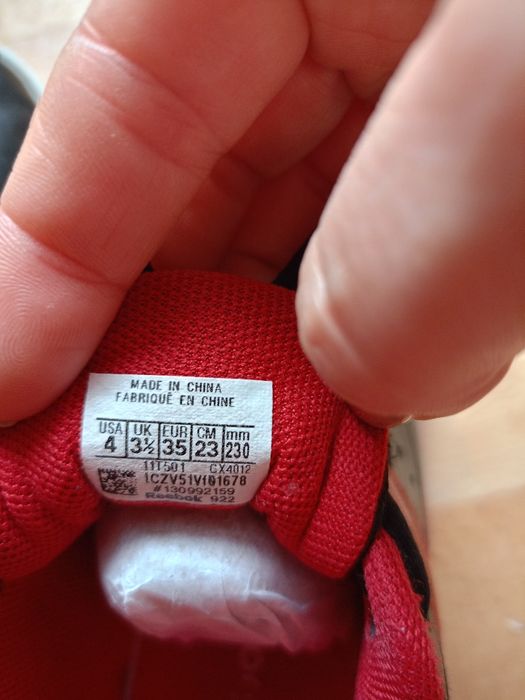 MADE IN CHINA
FABRIQUÉ EN CHINE
USA UK EUR CM mm
4 3½ 35 23 230
11T501 GX4012
1CZV51Vf01678
#130992159
Reebok 922